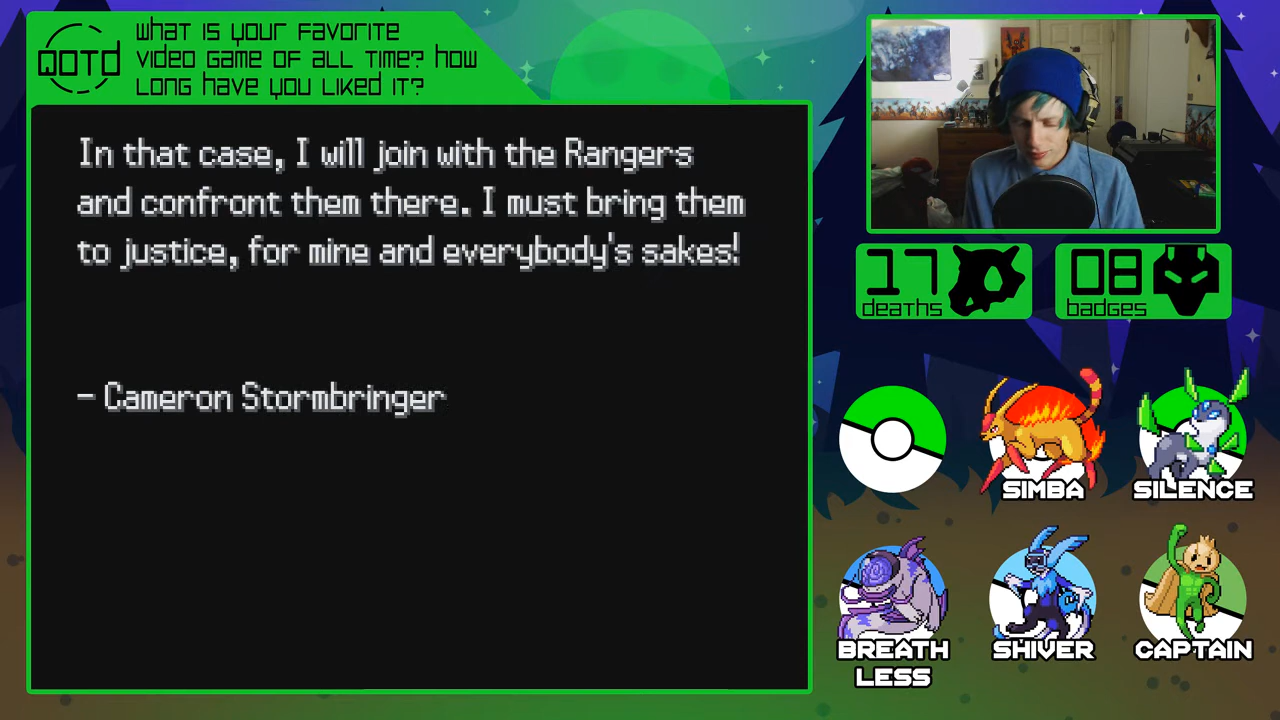 QOTD
WHAT IS YOUR FAVORITE
VIDEO GAME OF ALL TIME? HOW
LONG HAVE YOU LIKED IT?
In that case, I will join with the Rangers
and confront them there. I must bring them
to justice, for mine and everybody's sakes!
- Cameron Stormbringer
17
deaths
08
badges
SIMBA
SILENCE
BREATH
LESS
SHIVER
CAPTAIN